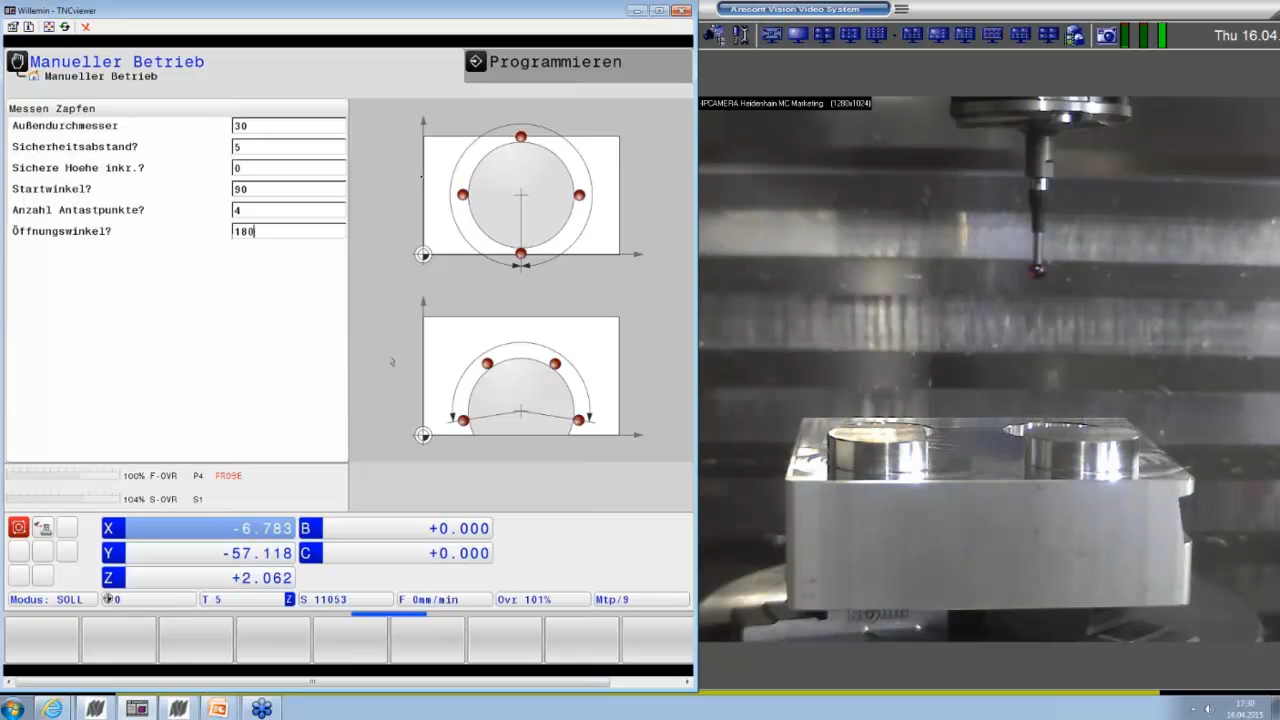 Willemin - TNCviewer
Arecont Vision Video System
Manueller Betrieb
Manueller Betrieb
Programmieren
Thu 16.04.
Messen Zapfen
Außendurchmesser 30
Sicherheitsabstand? 5
Sichere Hoehe inkr.? 0
Startwinkel? 90
Anzahl Antastpunkte? 4
Öffnungswinkel? 180
HPCAMERA Heidenhain MC Marketing (1280x1024)
100% F-OVR P4 PROBE
104% S-OVR S1
X -6.783 B +0.000
Y -57.118 C +0.000
Z +2.062
Modus: SOLL 0 T 5 Z S 11053 F 0mm/min Ovr 101% Mtp/9
17:30
16.04.2015